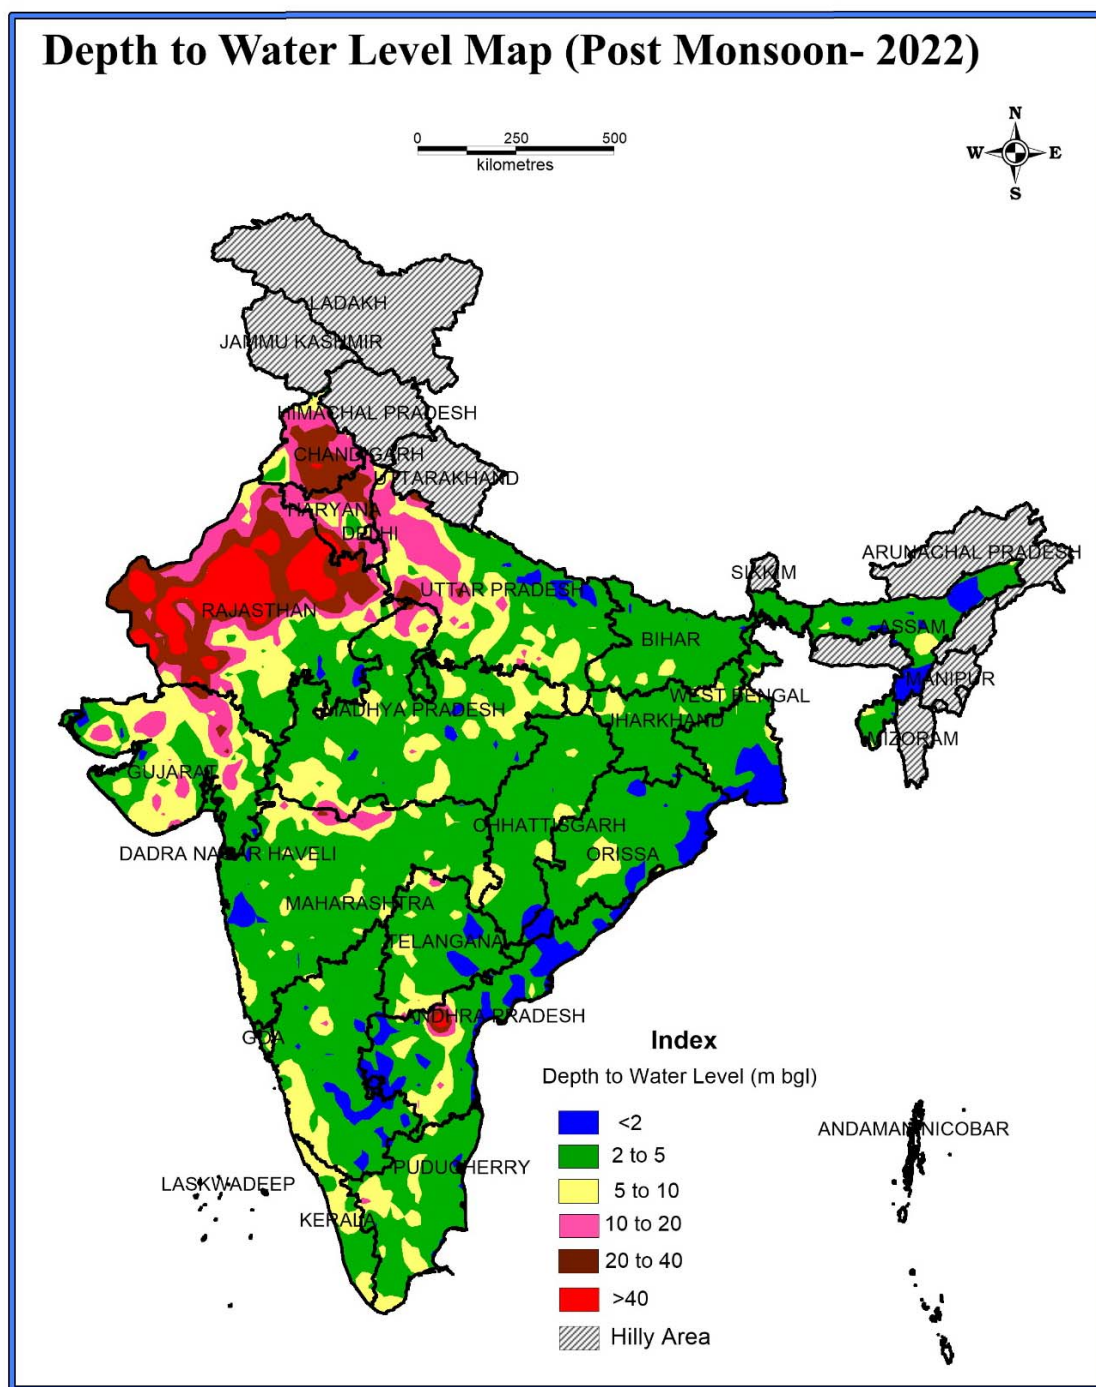 Depth to Water Level Map (Post Monsoon- 2022)
0 250 500
kilometres
N
W E
S
LADAKH
JAMMU KASHMIR
HIMACHAL PRADESH
CHANDIGARH
UTTARAKHAND
HARYANA
DELHI
ARUNACHAL PRADESH
SIKKIM
UTTAR PRADESH
RAJASTHAN
ASSAM
BIHAR
MANIPUR
WEST BENGAL
MADHYA PRADESH
JHARKHAND
MIZORAM
GUJARAT
CHHATTISGARH
DADRA NAGAR HAVELI
ORISSA
MAHARASHTRA
TELANGANA
ANDHRA PRADESH
GOA
Index
Depth to Water Level (m bgl)
<2
ANDAMAN NICOBAR
2 to 5
PUDUCHERRY
LASKWADEEP
5 to 10
KERALA
10 to 20
20 to 40
>40
Hilly Area